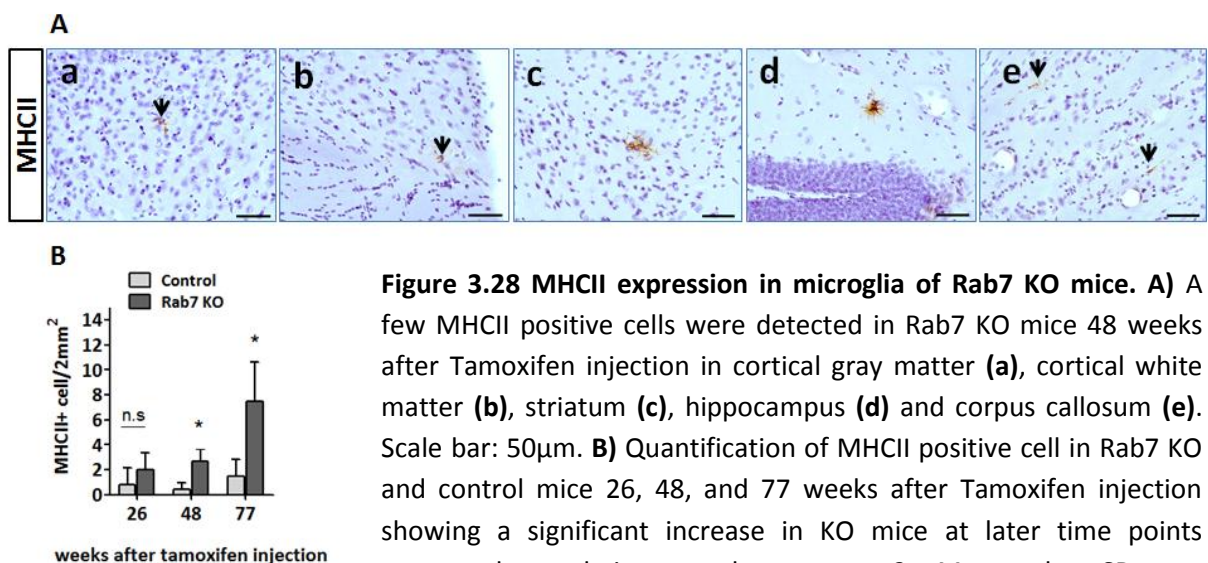 A
MHCII
a
b
c
d
e
B
Control
Rab7 KO
MHCII+ cell/2mm²
14
12
10
8
6
4
2
0
n.s
*
*
26 48 77
weeks after tamoxifen injection
Figure 3.28 MHCII expression in microglia of Rab7 KO mice. A) A
few MHCII positive cells were detected in Rab7 KO mice 48 weeks
after Tamoxifen injection in cortical gray matter (a), cortical white
matter (b), striatum (c), hippocampus (d) and corpus callosum (e).
Scale bar: 50μm. B) Quantification of MHCII positive cell in Rab7 KO
and control mice 26, 48, and 77 weeks after Tamoxifen injection
showing a significant increase in KO mice at later time points